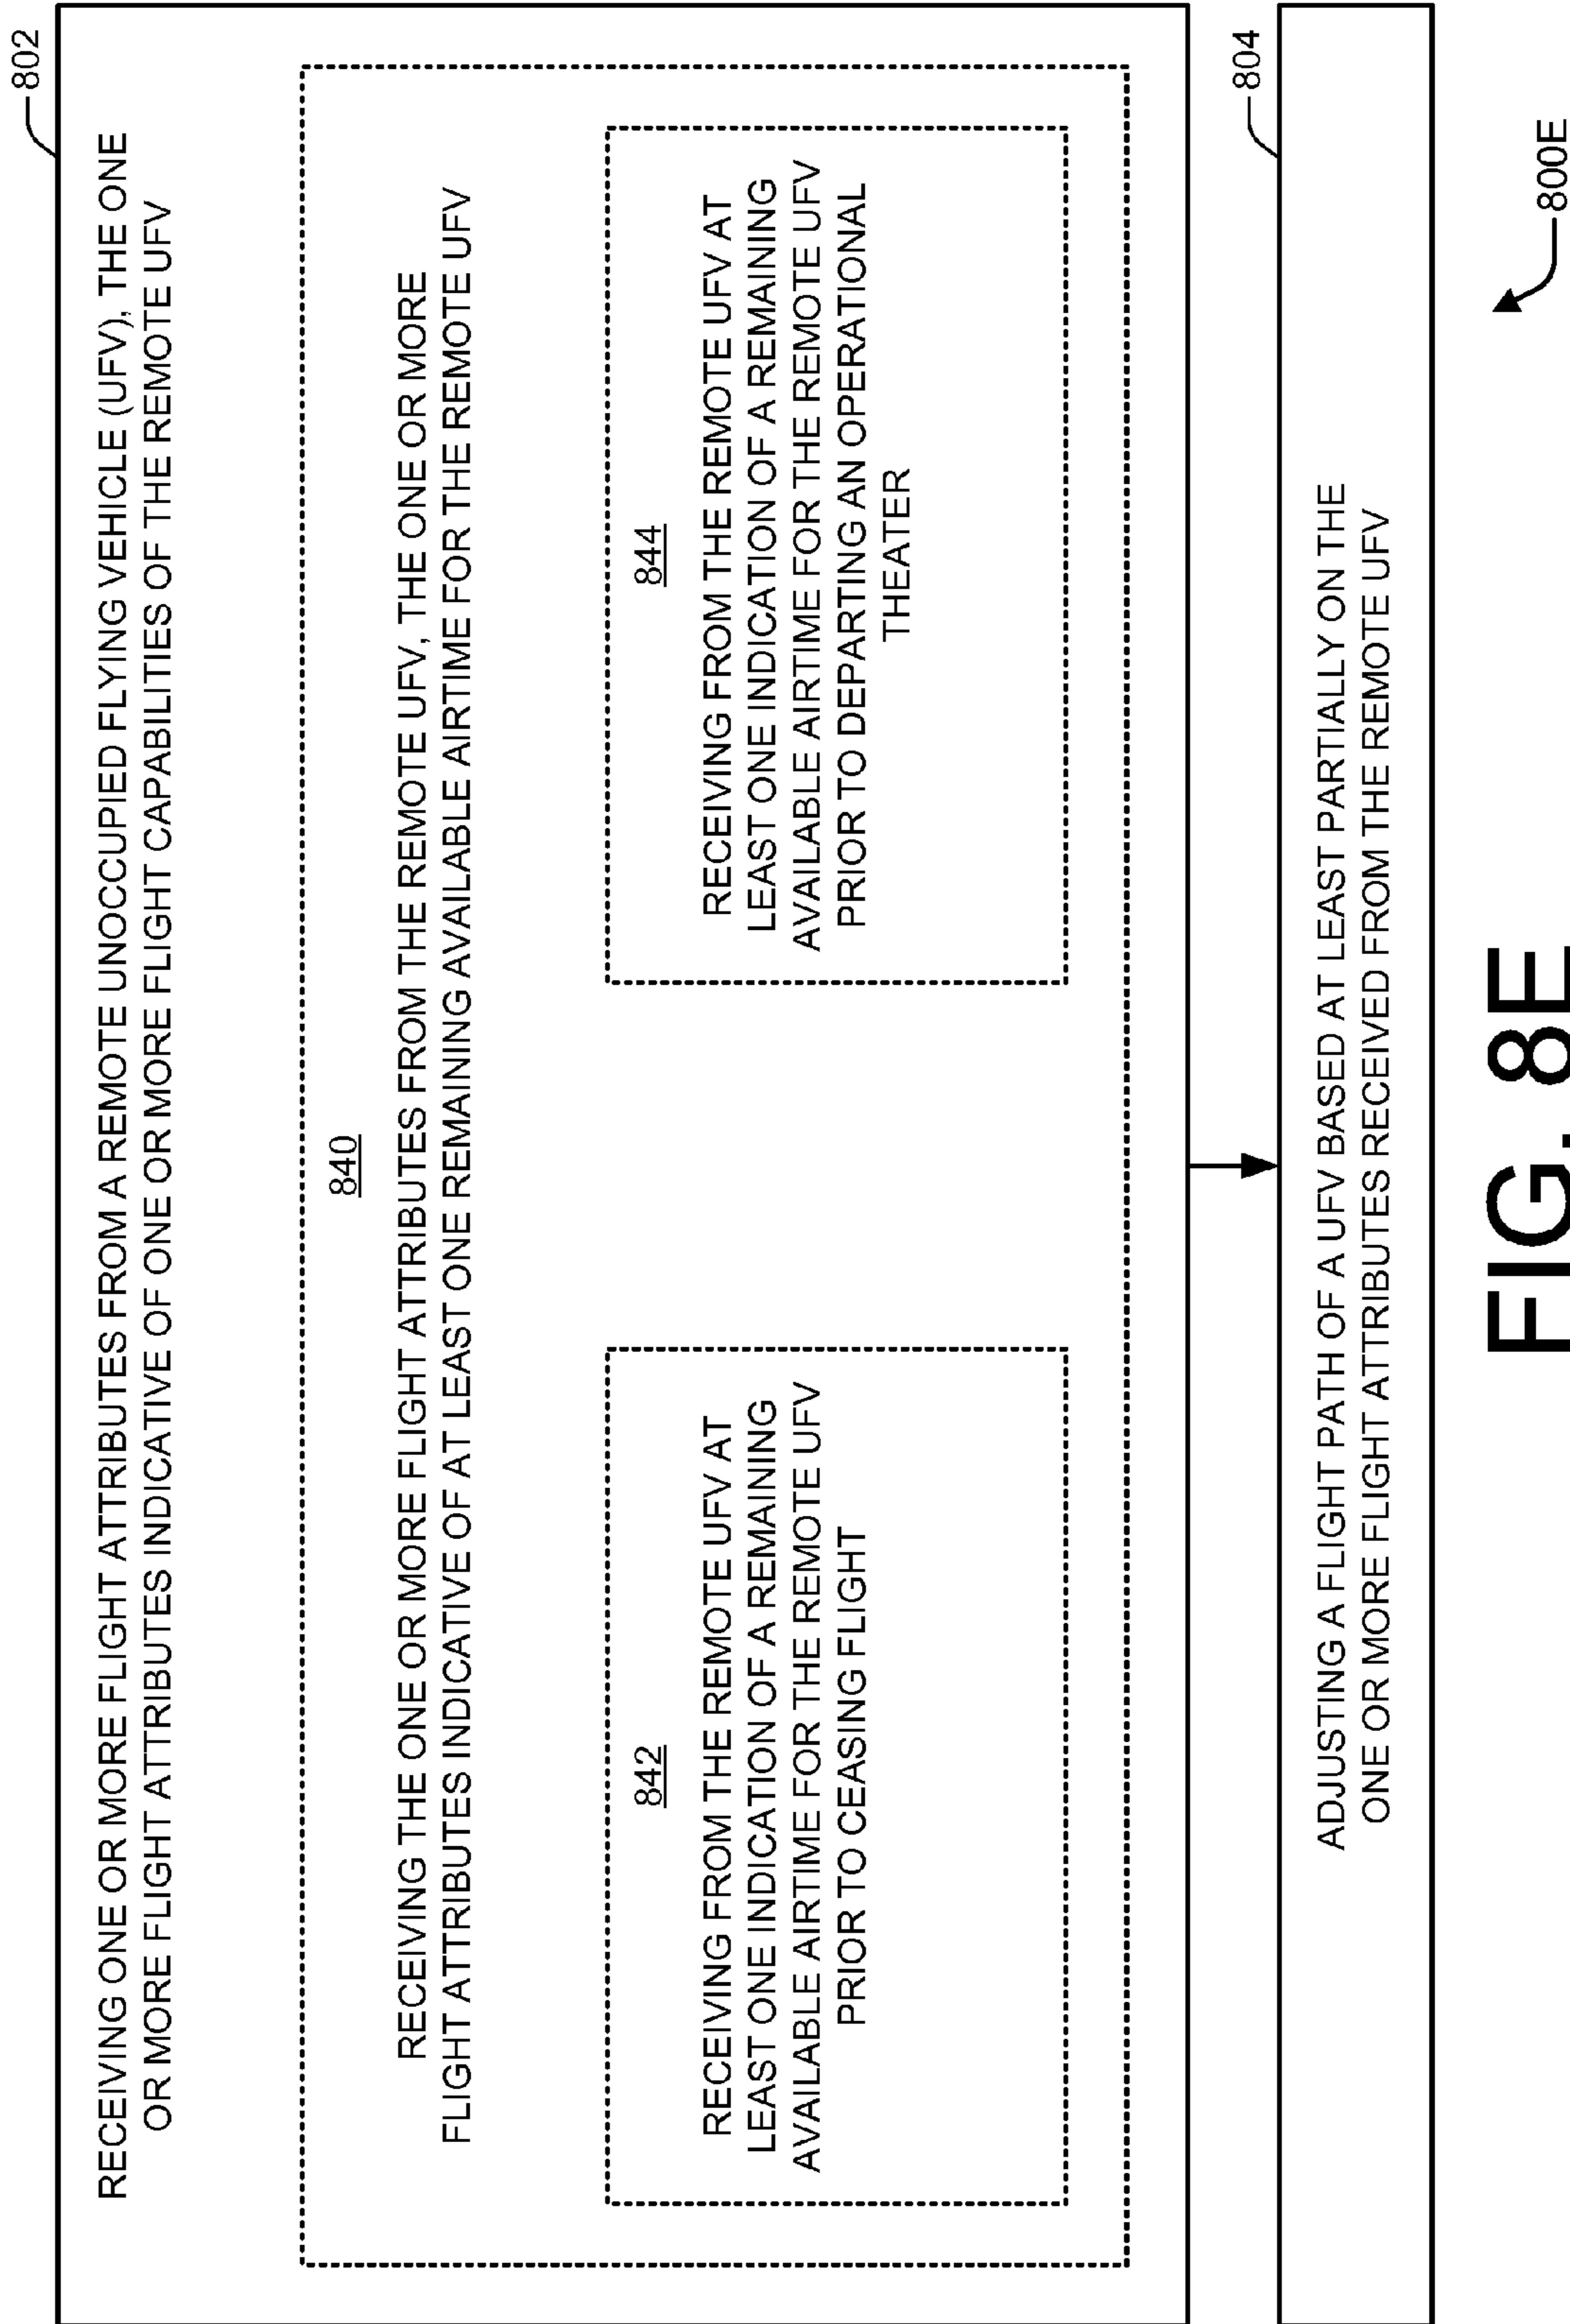 802
RECEIVING ONE OR MORE FLIGHT ATTRIBUTES FROM A REMOTE UNOCCUPIED FLYING VEHICLE (UFV), THE ONE
OR MORE FLIGHT ATTRIBUTES INDICATIVE OF ONE OR MORE FLIGHT CAPABILITIES OF THE REMOTE UFV
840
RECEIVING THE ONE OR MORE FLIGHT ATTRIBUTES FROM THE REMOTE UFV, THE ONE OR MORE
FLIGHT ATTRIBUTES INDICATIVE OF AT LEAST ONE REMAINING AVAILABLE AIRTIME FOR THE REMOTE UFV
842
RECEIVING FROM THE REMOTE UFV AT
LEAST ONE INDICATION OF A REMAINING
AVAILABLE AIRTIME FOR THE REMOTE UFV
PRIOR TO CEASING FLIGHT
844
RECEIVING FROM THE REMOTE UFV AT
LEAST ONE INDICATION OF A REMAINING
AVAILABLE AIRTIME FOR THE REMOTE UFV
PRIOR TO DEPARTING AN OPERATIONAL
THEATER
804
ADJUSTING A FLIGHT PATH OF A UFV BASED AT LEAST PARTIALLY ON THE
ONE OR MORE FLIGHT ATTRIBUTES RECEIVED FROM THE REMOTE UFV
800E
FIG. 8E